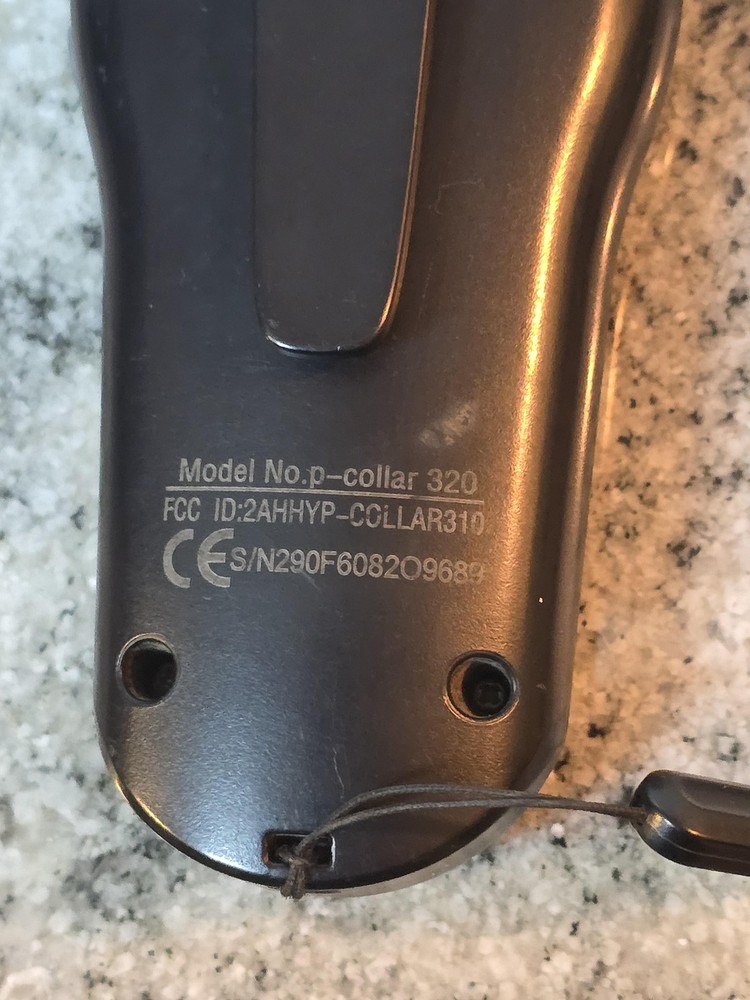 Model No.p-collar 320
FCC ID:2AHHYP-COLLAR310
CE S/N290F6082O9689